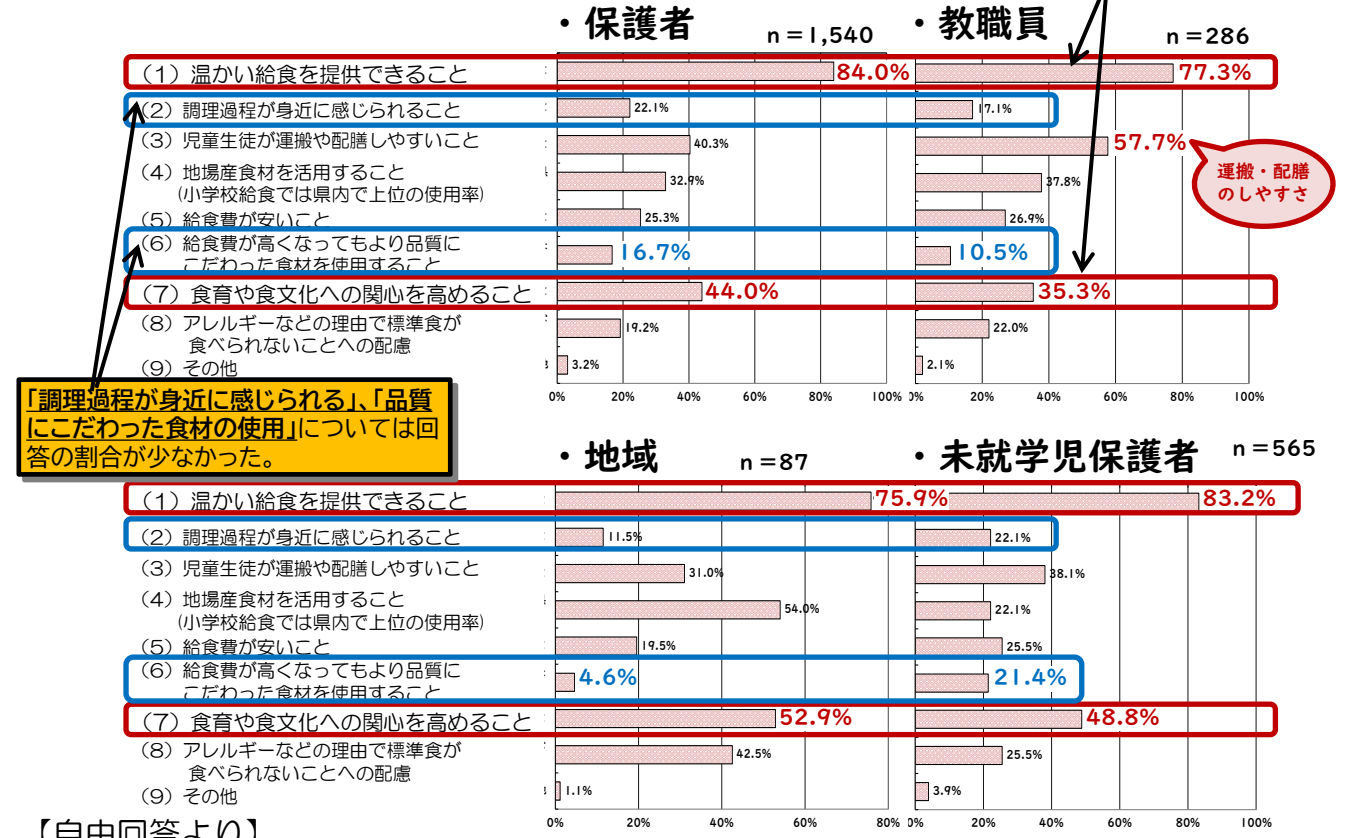 ・保護者 n=1,540
・教職員 n=286
(1) 温かい給食を提供できること 84.0% 77.3%
(2) 調理過程が身近に感じられること 22.1% 17.1%
(3) 児童生徒が運搬や配膳しやすいこと 40.3% 57.7%
運搬・配膳
のしやすさ
(4) 地場産食材を活用すること 32.9% 37.8%
(小学校給食では県内で上位の使用率)
(5) 給食費が安いこと 25.3% 26.9%
(6) 給食費が高くなってもより品質に 16.7% 10.5%
こだわった食材を使用すること
(7) 食育や食文化への関心を高めること 44.0% 35.3%
(8) アレルギーなどの理由で標準食が 19.2% 22.0%
食べられないことへの配慮
(9) その他 3.2% 2.1%
0% 20% 40% 60% 80% 100% 0% 20% 40% 60% 80% 100%
「調理過程が身近に感じられる」、「品質
にこだわった食材の使用」については回
答の割合が少なかった。
・地域 n=87
・未就学児保護者 n=565
(1) 温かい給食を提供できること 75.9% 83.2%
(2) 調理過程が身近に感じられること 11.5% 22.1%
(3) 児童生徒が運搬や配膳しやすいこと 31.0% 38.1%
(4) 地場産食材を活用すること 54.0% 22.1%
(小学校給食では県内で上位の使用率)
(5) 給食費が安いこと 19.5% 25.5%
(6) 給食費が高くなってもより品質に 4.6% 21.4%
こだわった食材を使用すること
(7) 食育や食文化への関心を高めること 52.9% 48.8%
(8) アレルギーなどの理由で標準食が 42.5% 25.5%
食べられないことへの配慮
(9) その他 1.1% 3.9%
0% 20% 40% 60% 80% 0% 20% 40% 60% 80% 100%
【自由回答より】